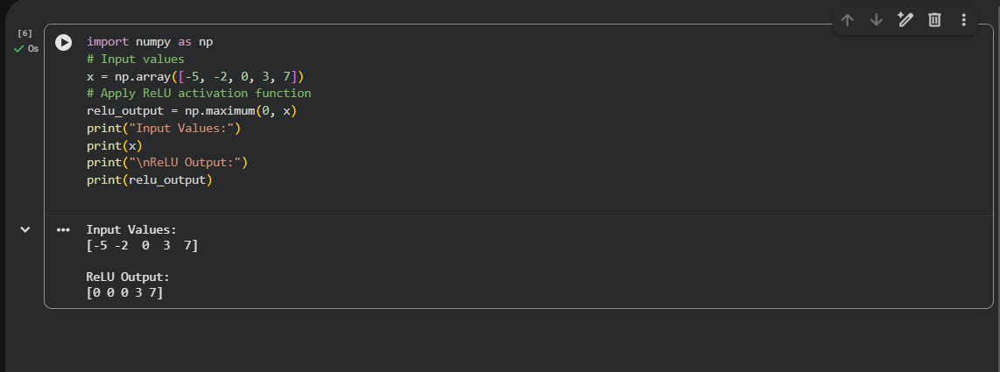 [6]
0s
import numpy as np
# Input values
x = np.array([-5, -2, 0, 3, 7])
# Apply ReLU activation function
relu_output = np.maximum(0, x)
print("Input Values:")
print(x)
print("\nReLU Output:")
print(relu_output)
Input Values:
[-5 -2  0  3  7]
ReLU Output:
[0 0 0 3 7]